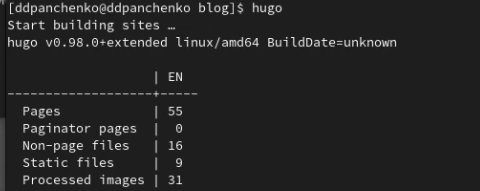 [ddpanchenko@ddpanchenko blog]$ hugo
Start building sites …
hugo v0.98.0+extended linux/amd64 BuildDate=unknown
                   | EN
-------------------+-----
  Pages            | 55
  Paginator pages  |  0
  Non-page files   | 16
  Static files     |  9
  Processed images | 31